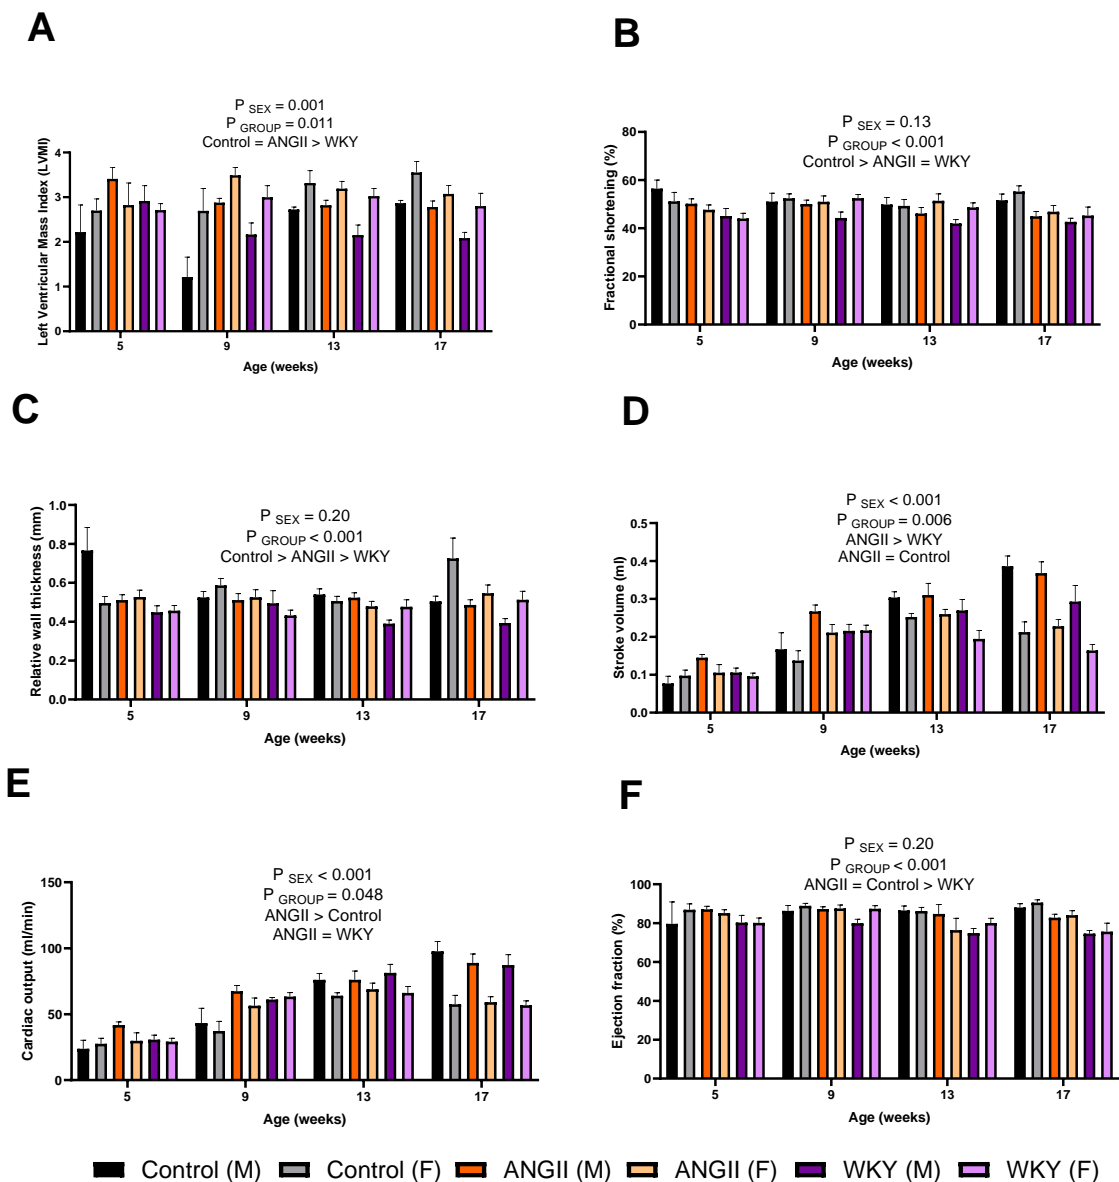 A
P SEX = 0.001
P GROUP = 0.011
Control = ANGII > WKY
Left Ventricular Mass Index (LVMI)
4
3
2
1
0
5 9 13 17
Age (weeks)
B
P SEX = 0.13
P GROUP < 0.001
Control > ANGII = WKY
Fractional shortening (%)
80
60
40
20
0
5 9 13 17
Age (weeks)
C
P SEX = 0.20
P GROUP < 0.001
Control > ANGII > WKY
Relative wall thickness (mm)
1.0
0.8
0.6
0.4
0.2
0.0
5 9 13 17
Age (weeks)
D
P SEX < 0.001
P GROUP = 0.006
ANGII > WKY
ANGII = Control
Stroke volume (ml)
0.5
0.4
0.3
0.2
0.1
0.0
5 9 13 17
Age (weeks)
E
P SEX < 0.001
P GROUP = 0.048
ANGII > Control
ANGII = WKY
Cardiac output (ml/min)
150
100
50
0
5 9 13 17
Age (weeks)
F
P SEX = 0.20
P GROUP < 0.001
ANGII = Control > WKY
Ejection fraction (%)
100
80
60
40
20
0
5 9 13 17
Age (weeks)
Control (M) Control (F) ANGII (M) ANGII (F) WKY (M) WKY (F)